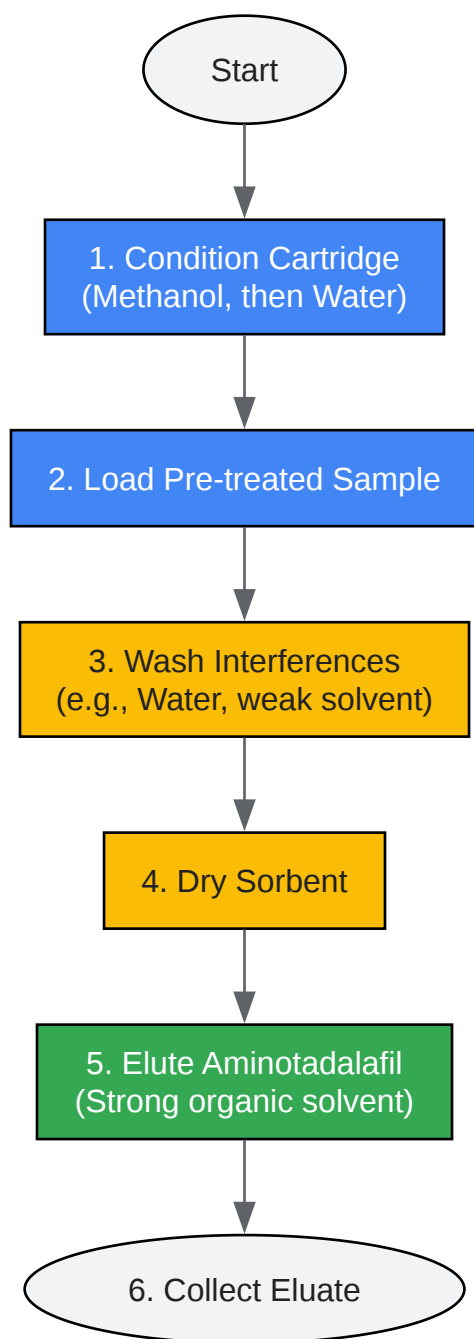 Start
1. Condition Cartridge
(Methanol, then Water)
2. Load Pre-treated Sample
3. Wash Interferences
(e.g., Water, weak solvent)
4. Dry Sorbent
5. Elute Aminotadalafil
(Strong organic solvent)
6. Collect Eluate